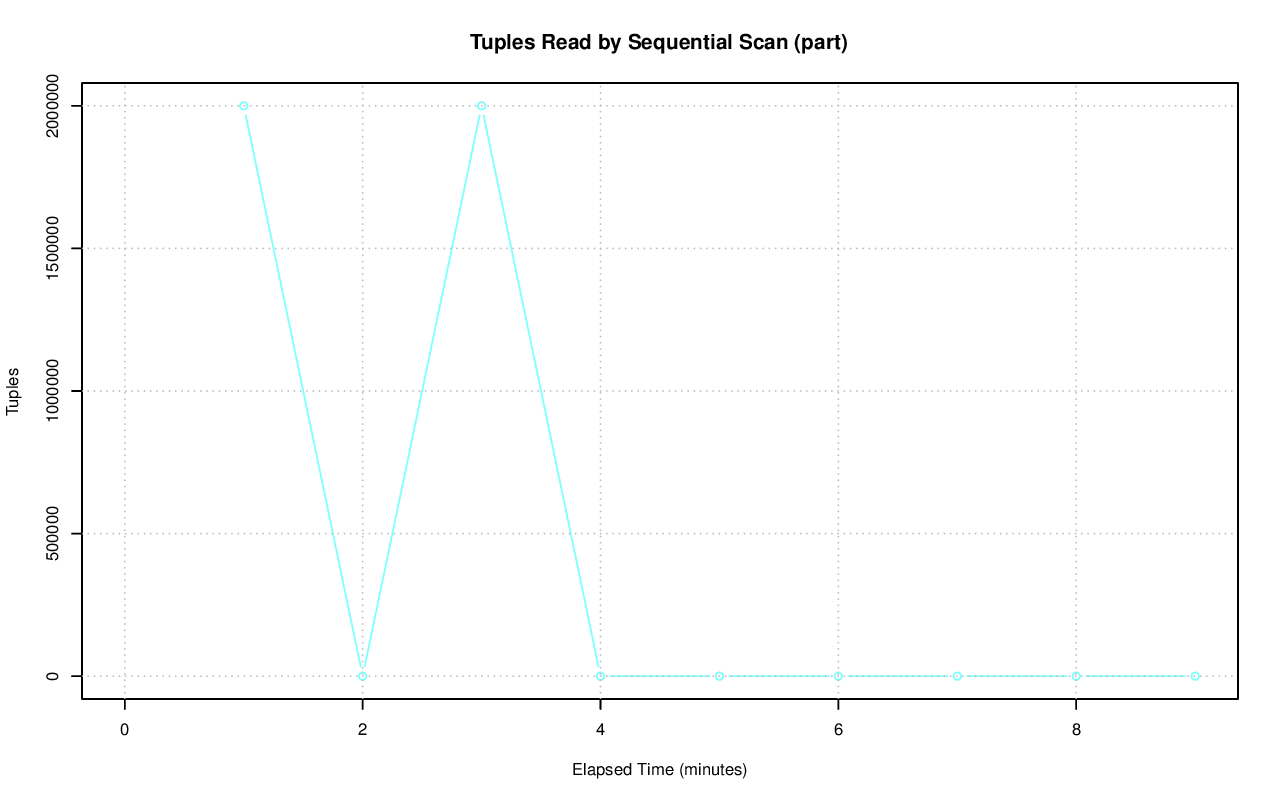 Tuples Read by Sequential Scan (part)
2000000
1500000
1000000
500000
0
Tuples
0 2 4 6 8
Elapsed Time (minutes)